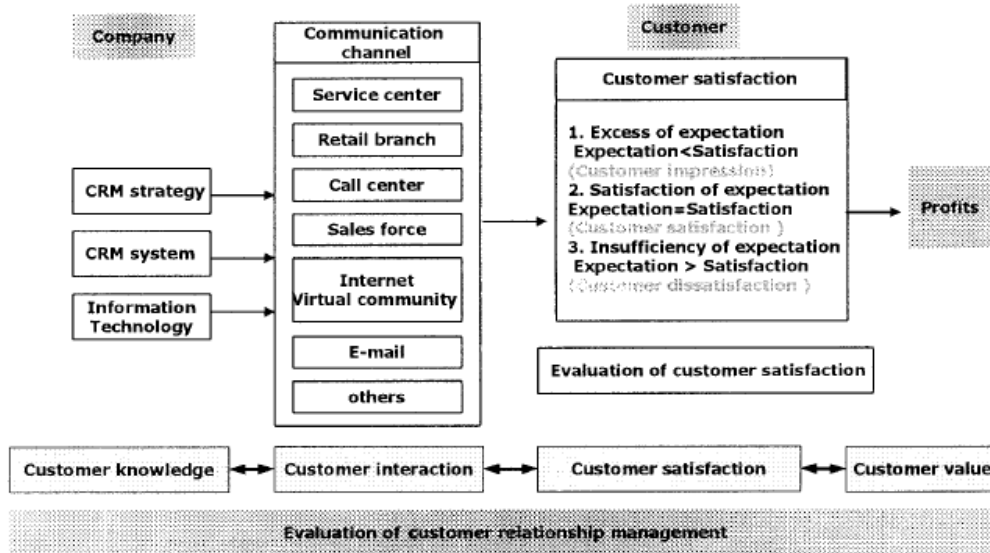 Company
Communication
channel
Customer
Service center
Retail branch
Call center
Sales force
Internet
Virtual community
E-mail
others
CRM strategy
CRM system
Information
Technology
Customer satisfaction
1. Excess of expectation
Expectation<Satisfaction
(Customer impression)
2. Satisfaction of expectation
Expectation=Satisfaction
(Customer satisfaction )
3. Insufficiency of expectation
Expectation > Satisfaction
(Customer dissatisfaction )
Profits
Evaluation of customer satisfaction
Customer knowledge
Customer interaction
Customer satisfaction
Customer value
Evaluation of customer relationship management